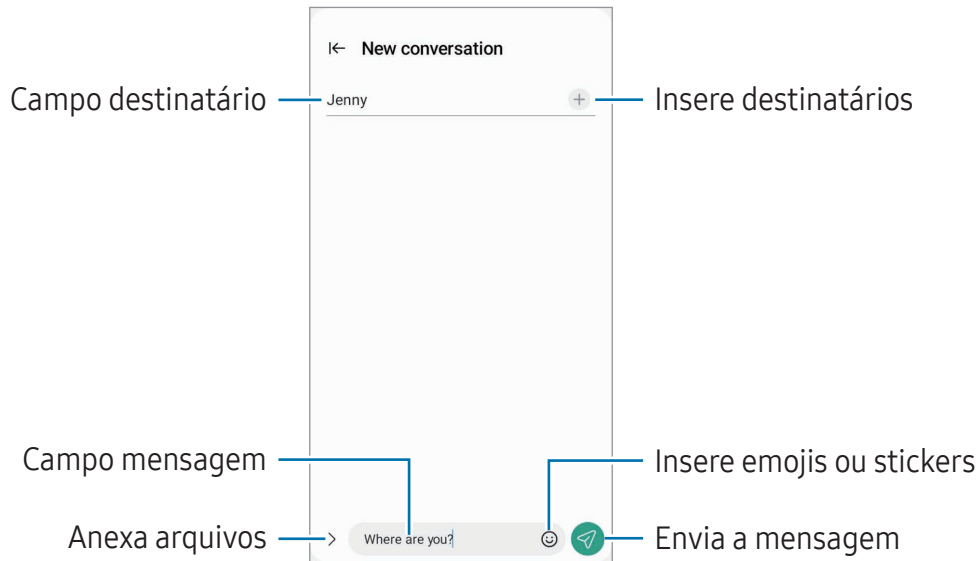 New conversation
Campo destinatário
Jenny
Insere destinatários
Campo mensagem
Insere emojis ou stickers
Anexa arquivos
Where are you?
Envia a mensagem